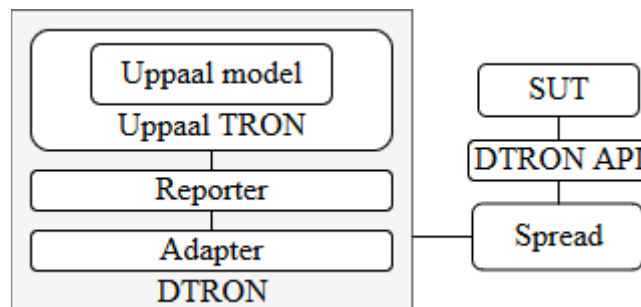 Uppaal model
Uppaal TRON
Reporter
Adapter
DTRON
SUT
DTRON API
Spread